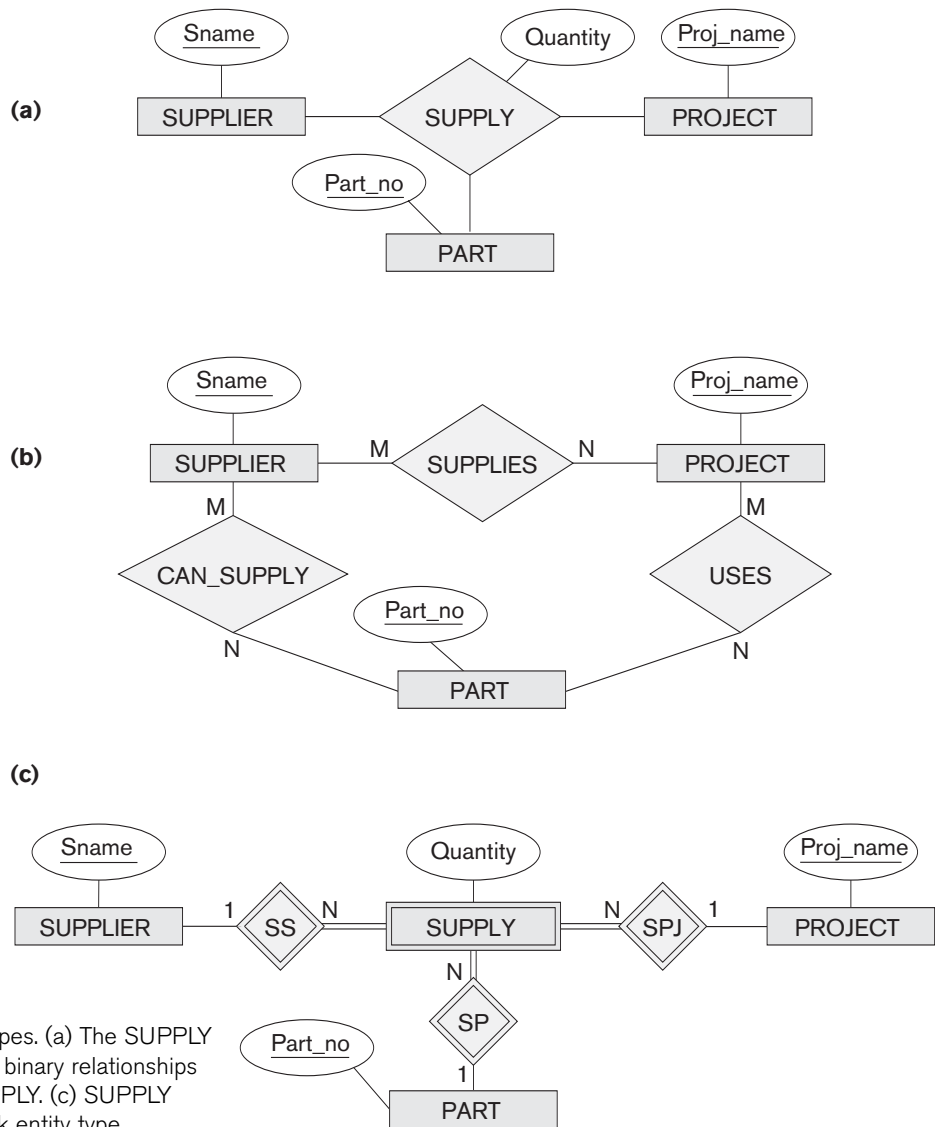 Sname
Quantity
Proj_name
(a)
SUPPLIER
SUPPLY
PROJECT
Part_no
PART
Sname
Proj_name
(b)
SUPPLIER
M
SUPPLIES
N
PROJECT
M
M
CAN_SUPPLY
USES
Part_no
N
N
PART
(c)
Sname
Quantity
Proj_name
SUPPLIER
1
SS
N
SUPPLY
N
SPJ
1
PROJECT
N
SP
Part_no
1
PART
pes. (a) The SUPPLY
binary relationships
PLY. (c) SUPPLY
k entity type